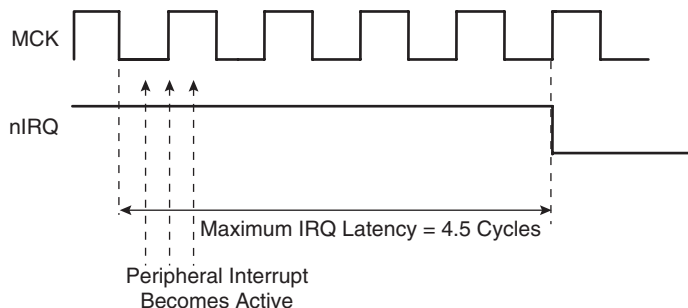 MCK
nIRQ
Maximum IRQ Latency = 4.5 Cycles
Peripheral Interrupt
Becomes Active